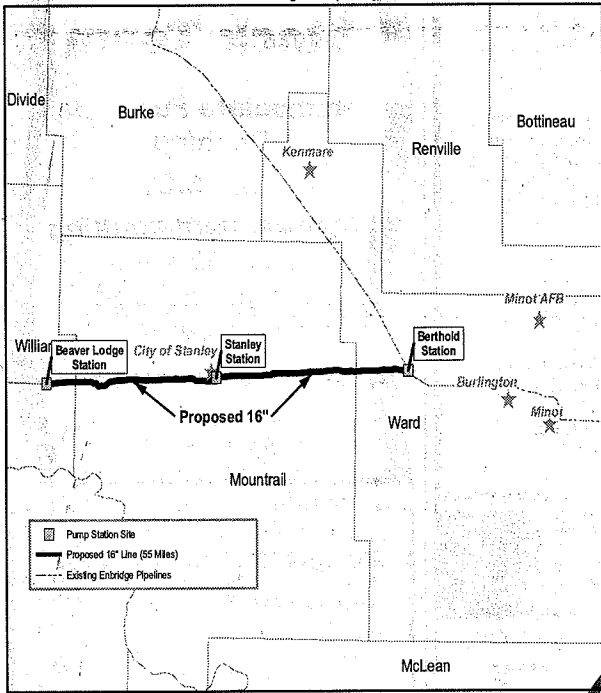 Divide
Burke
Bottineau
Renville
Kenmare
Minot AFB
Beaver Lodge
Station
City of Stanley
Stanley
Station
Berthold
Station
Burlington
Minot
Proposed 16"
Ward
Mountrail
Pump Station Site
Proposed 16" Line (55 Miles)
Existing Enbridge Pipelines
McLean